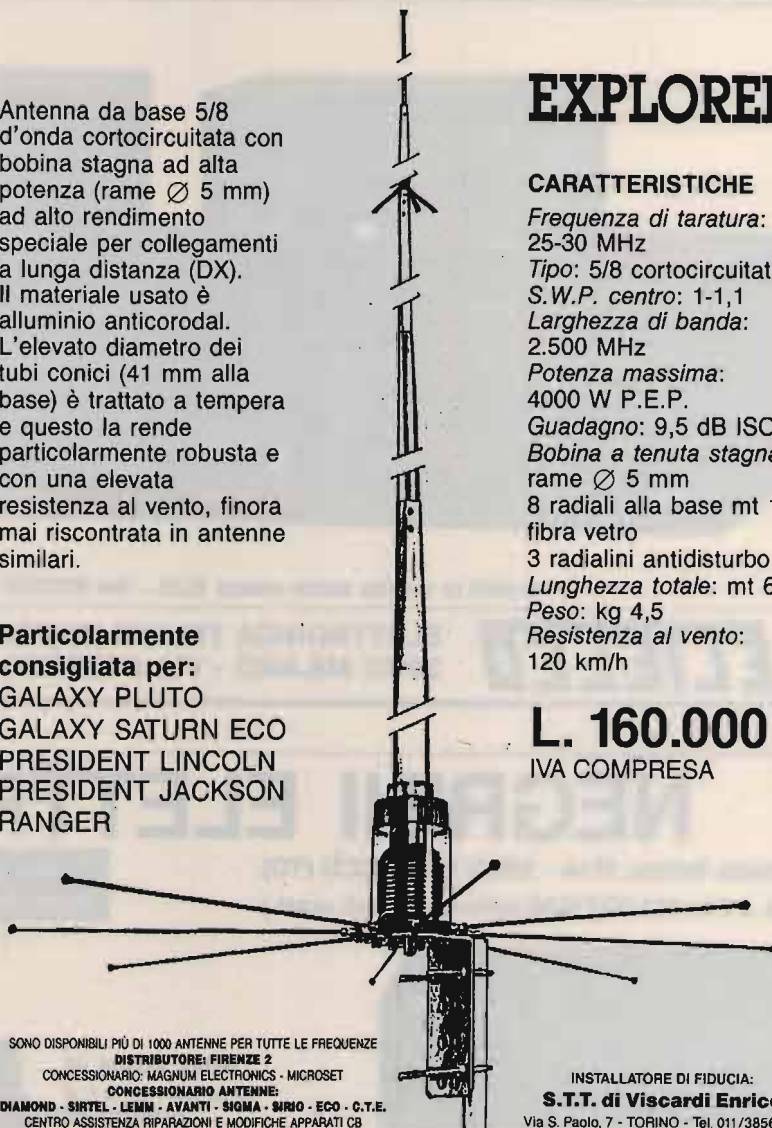 Antenna da base 5/8
d'onda cortocircuitata con
bobina stagna ad alta
potenza (rame Ø 5 mm)
ad alto rendimento
speciale per collegamenti
a lunga distanza (DX).
Il materiale usato è
alluminio anticorodal.
L'elevato diametro dei
tubi conici (41 mm alla
base) è trattato a tempera
e questo la rende
particolarmente robusta e
con una elevata
resistenza al vento, finora
mai riscontrata in antenne
similari.
Particolarmente
consigliata per:
GALAXY PLUTO
GALAXY SATURN ECO
PRESIDENT LINCOLN
PRESIDENT JACKSON
RANGER
EXPLORE
CARATTERISTICHE
Frequenza di taratura:
25-30 MHz
Tipo: 5/8 cortocircuitat
S.W.P. centro: 1-1,1
Larghezza di banda:
2.500 MHz
Potenza massima:
4000 W P.E.P.
Guadagno: 9,5 dB ISO
Bobina a tenuta stagna
rame Ø 5 mm
8 radiali alla base mt
fibra vetro
3 radialini antidisturbo
Lunghezza totale: mt 6
Peso: kg 4,5
Resistenza al vento:
120 km/h
L. 160.000
IVA COMPRESA
NEGRINI ELE
SONO DISPONIBILI PIÙ DI 1000 ANTENNE PER TUTTE LE FREQUENZE
DISTRIBUTORE: FIRENZE 2
CONCESSIONARIO: MAGNUM ELECTRONICS - MICROSET
CONCESSIONARIO ANTENNE:
DIAMOND - SIRTEL - LEMM - AVANTI - SIGMA - SIRIO - ECO - C.T.E.
CENTRO ASSISTENZA RIPARAZIONI E MODIFICHE APPARATI CB
INSTALLATORE DI FIDUCIA:
S.T.T. di Viscardi Enrico
Via S. Paolo, 7 - TORINO - Tel. 011/3856